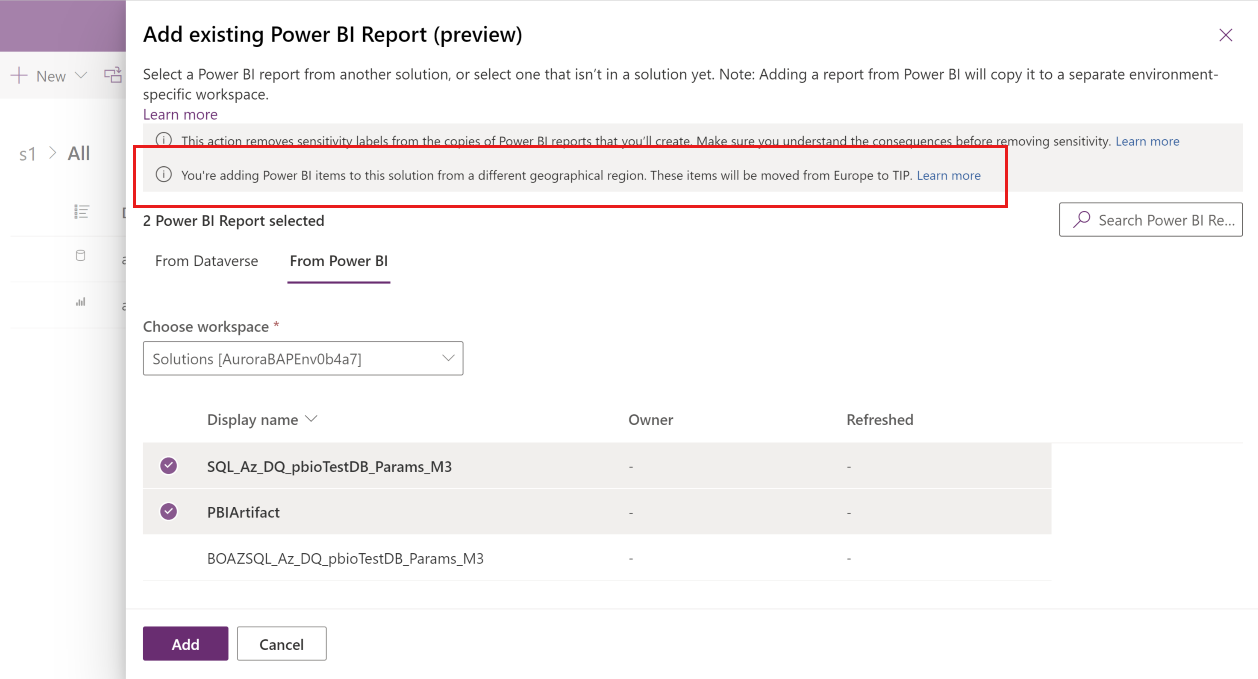 Add existing Power BI Report (preview)
New
Select a Power BI report from another solution, or select one that isn't in a solution yet. Note: Adding a report from Power BI will copy it to a separate environment-
specific workspace.
Learn more
This action removes sensitivity labels from the copies of Power BI reports that you'll create. Make sure you understand the consequences before removing sensitivity. Learn more
s1 > All
You're adding Power BI items to this solution from a different geographical region. These items will be moved from Europe to TIP. Learn more
2 Power BI Report selected
Search Power BI Re...
From Dataverse
From Power BI
Choose workspace *
Solutions [AuroraBAPEnv0b4a7]
Display name
Owner
Refreshed
SQL_Az_DQ_pbioTestDB_Params_M3 - -
PBIArtifact - -
BOAZSQL_Az_DQ_pbioTestDB_Params_M3 - -
Add
Cancel